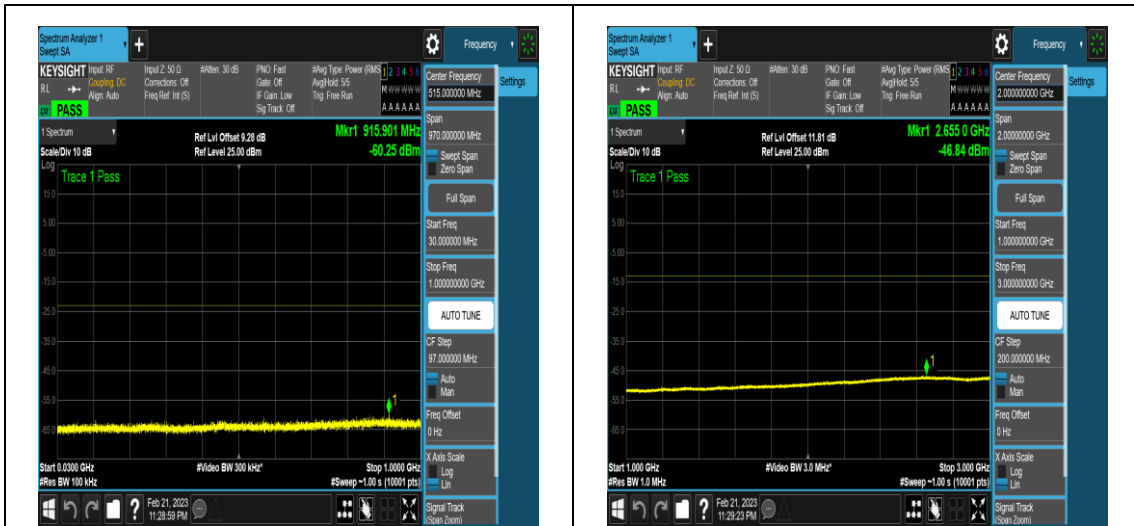 Spectrum Analyzer 1
Swept SA
+
Frequency
KEYSIGHT
Input: RF
Input Z: 50 Ω
#Atten: 30 dB
PNO: Fast
#Avg Type: Power (RMS
1 2 3 4 5 6
RL
Coupling: DC
Corrections: Off
Gate: Off
Avg|Hold: 5/5
M W W W W W
Align: Auto
Freq Ref: Int (S)
IF Gain: Low
Trig: Free Run
Sig Track: Off
A A A A A A
PASS
Center Frequency
515.000000 MHz
Settings
1 Spectrum
Ref Lvl Offset 9.28 dB
Mkr1 915.901 MHz
Scale/Div 10 dB
Ref Level 25.00 dBm
-60.25 dBm
Log
Trace 1 Pass
15.0
5.00
-5.00
-15.0
-25.0
-35.0
-45.0
-55.0
-65.0
1
Start 0.0300 GHz
#Video BW 300 kHz*
Stop 1.0000 GHz
#Res BW 100 kHz
#Sweep ~1.00 s (10001 pts)
Span
970.000000 MHz
Swept Span
Zero Span
Full Span
Start Freq
30.000000 MHz
Stop Freq
1.000000000 GHz
AUTO TUNE
CF Step
97.000000 MHz
Auto
Man
Freq Offset
0 Hz
X Axis Scale
Log
Lin
Signal Track
(Span Zoom)
?
Feb 21, 2023
11:28:59 PM
Spectrum Analyzer 1
Swept SA
+
Frequency
KEYSIGHT
Input: RF
Input Z: 50 Ω
#Atten: 30 dB
PNO: Fast
#Avg Type: Power (RMS
1 2 3 4 5 6
RL
Coupling: DC
Corrections: Off
Gate: Off
Avg|Hold: 5/5
M W W W W W
Align: Auto
Freq Ref: Int (S)
IF Gain: Low
Trig: Free Run
Sig Track: Off
A A A A A A
PASS
Center Frequency
2.000000000 GHz
Settings
1 Spectrum
Ref Lvl Offset 11.81 dB
Mkr1 2.655 0 GHz
Scale/Div 10 dB
Ref Level 25.00 dBm
-46.84 dBm
Log
Trace 1 Pass
15.0
5.00
-5.00
-15.0
-25.0
-35.0
-45.0
-55.0
-65.0
1
Start 1.000 GHz
#Video BW 3.0 MHz*
Stop 3.000 GHz
#Res BW 1.0 MHz
#Sweep ~1.00 s (10001 pts)
Span
2.00000000 GHz
Swept Span
Zero Span
Full Span
Start Freq
1.000000000 GHz
Stop Freq
3.000000000 GHz
AUTO TUNE
CF Step
200.000000 MHz
Auto
Man
Freq Offset
0 Hz
X Axis Scale
Log
Lin
Signal Track
(Span Zoom)
?
Feb 21, 2023
11:29:23 PM